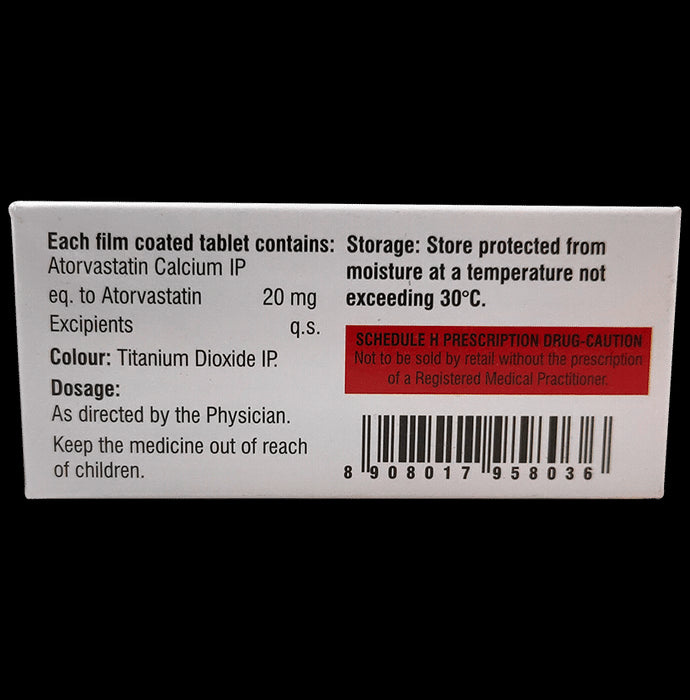 Each film coated tablet contains:
Atorvastatin Calcium IP
eq. to Atorvastatin 20 mg
Excipients q.s.
Colour: Titanium Dioxide IP.
Dosage:
As directed by the Physician.
Keep the medicine out of reach
of children.
Storage: Store protected from
moisture at a temperature not
exceeding 30°C.
SCHEDULE H PRESCRIPTION DRUG-CAUTION
Not to be sold by retail without the prescription
of a Registered Medical Practitioner.
8 908017 958036